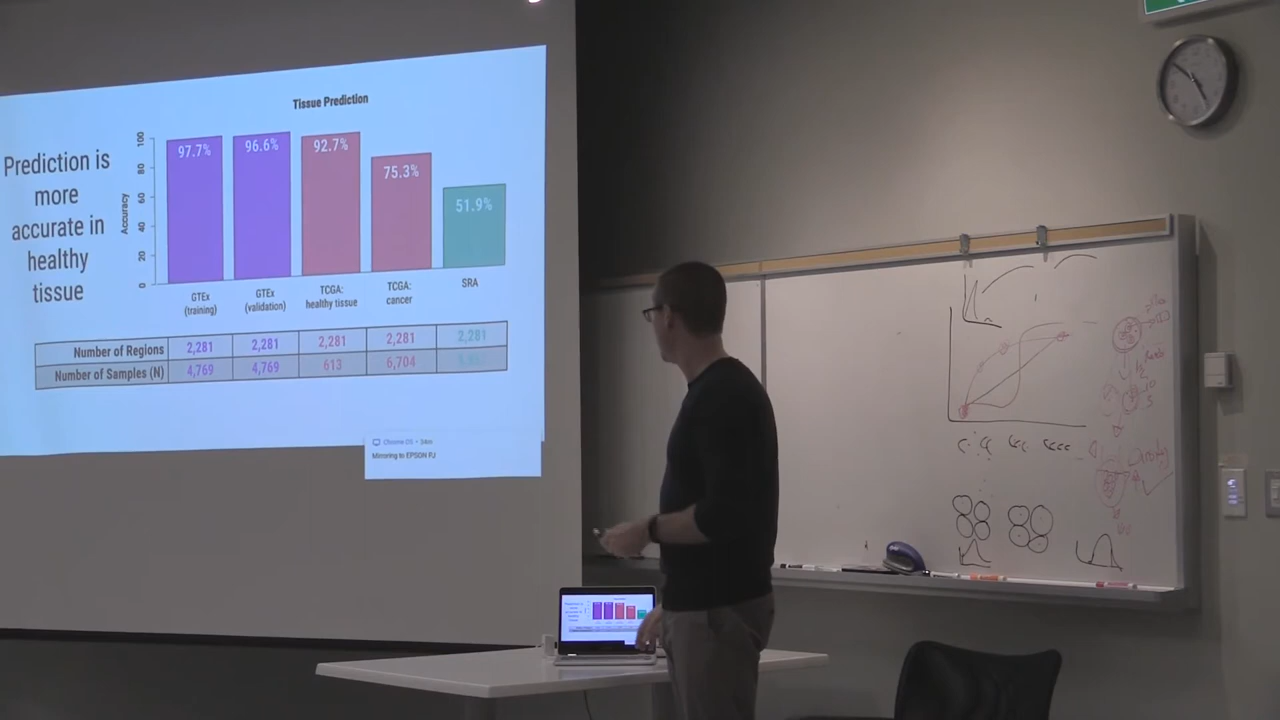 Tissue Prediction
Prediction is
more
accurate in
healthy
tissue
Accuracy
100
80
60
40
20
0
97.7%
96.6%
92.7%
75.3%
51.9%
GTEx
(training)
GTEx
(validation)
TCGA:
healthy tissue
TCGA:
cancer
SRA
Number of Regions 2,281 2,281 2,281 2,281 2,281
Number of Samples (N) 4,769 4,769 613 6,704
Chrome OS • 34m
Mirroring to EPSON PJ